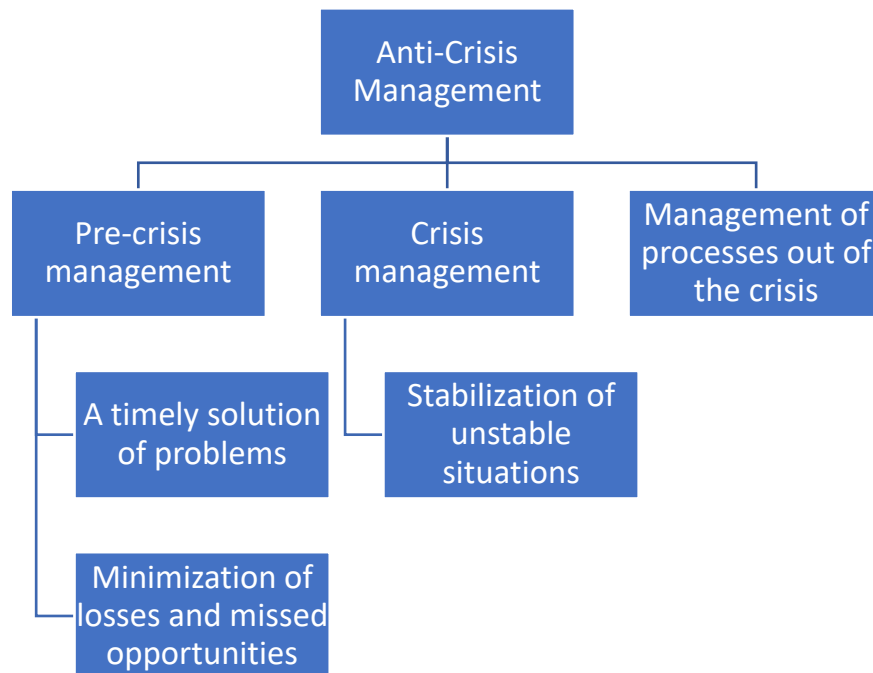 Anti-Crisis
Management
Pre-crisis
management
Crisis
management
Management of
processes out of
the crisis
A timely solution
of problems
Stabilization of
unstable
situations
Minimization of
losses and missed
opportunities